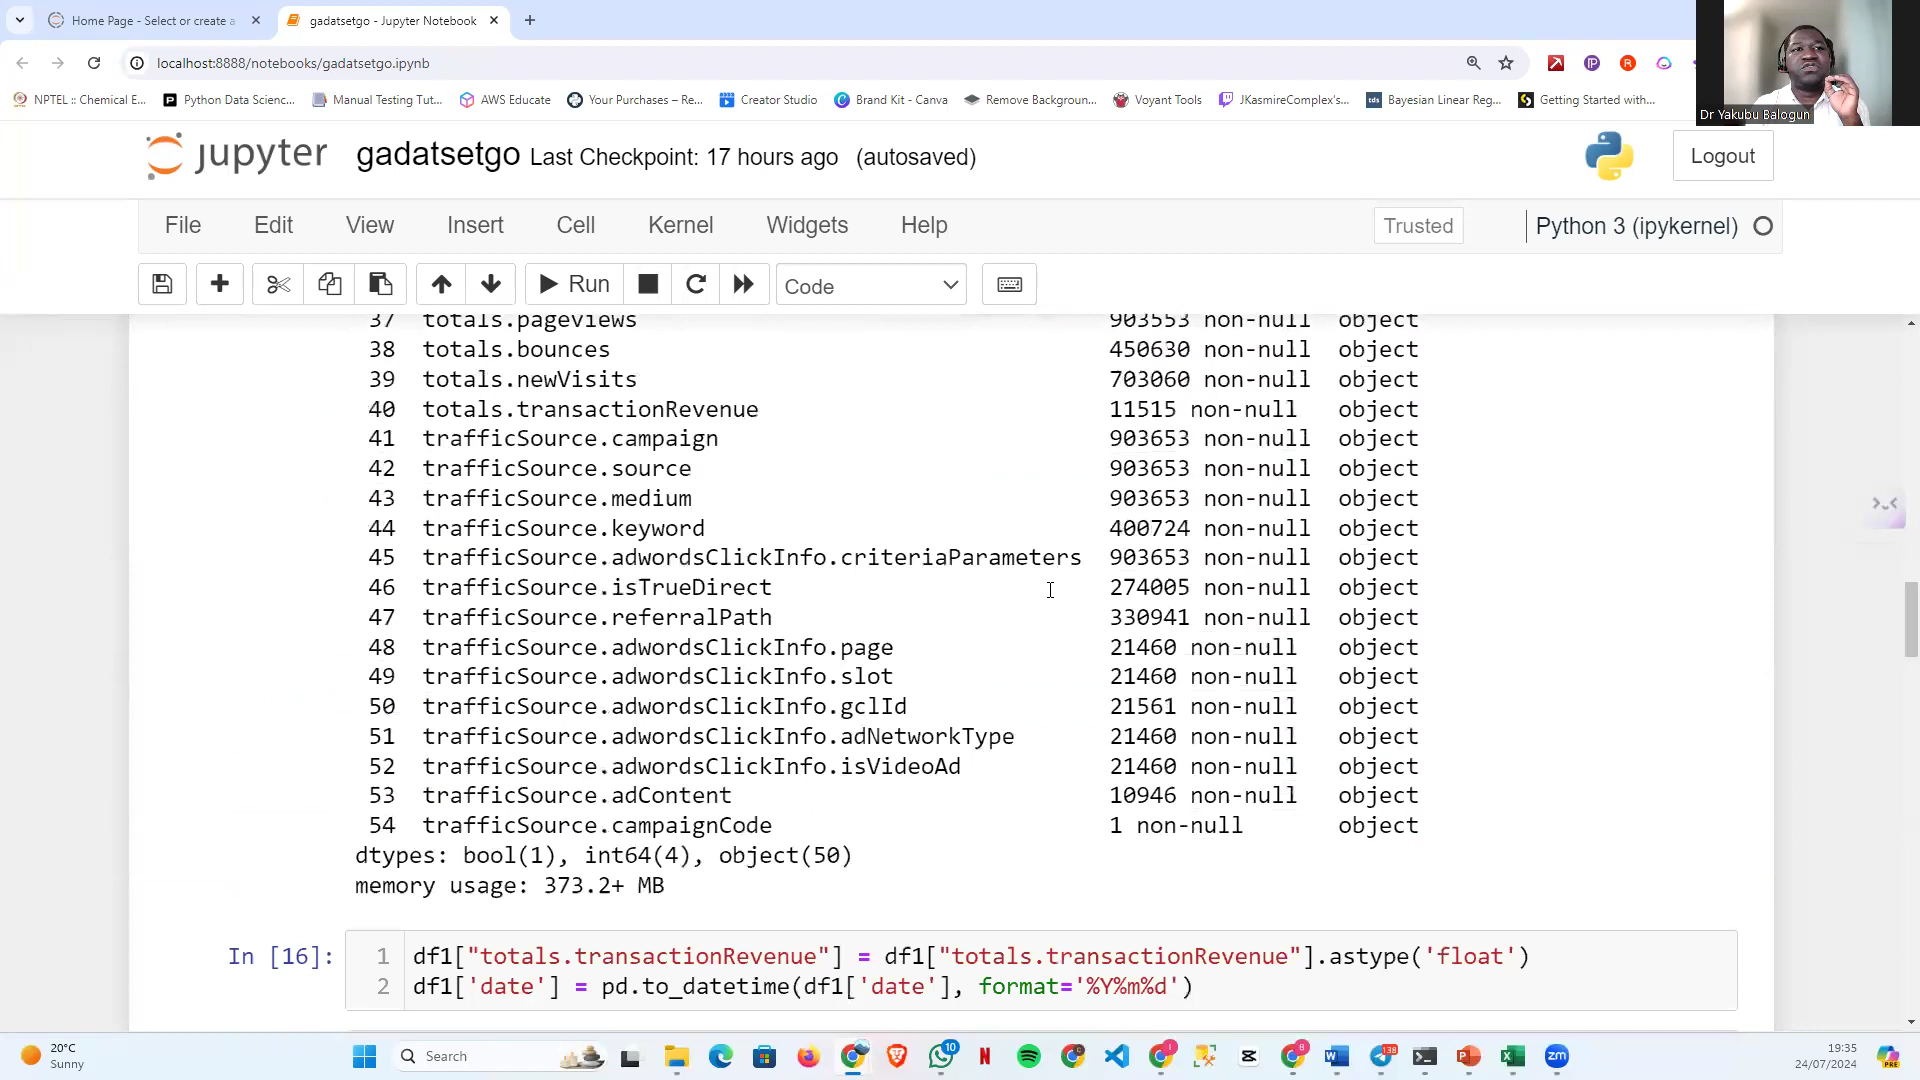 Home Page - Select or create a
gadatsetgo - Jupyter Notebook
localhost:8888/notebooks/gadatsetgo.ipynb
NPTEL :: Chemical E...
Python Data Scienc...
Manual Testing Tut...
AWS Educate
Your Purchases – Re...
Creator Studio
Brand Kit - Canva
Remove Backgroun...
Voyant Tools
JKasmireComplex's...
tds
Bayesian Linear Reg...
Getting Started with...
Dr Yakubu Balogun
jupyter gadatsetgo Last Checkpoint: 17 hours ago (autosaved)
Logout
File Edit View Insert Cell Kernel Widgets Help
Trusted
Python 3 (ipykernel)
Run
Code
37 totals.pageviews 903553 non-null object
38 totals.bounces 450630 non-null object
39 totals.newVisits 703060 non-null object
40 totals.transactionRevenue 11515 non-null object
41 trafficSource.campaign 903653 non-null object
42 trafficSource.source 903653 non-null object
43 trafficSource.medium 903653 non-null object
44 trafficSource.keyword 400724 non-null object
45 trafficSource.adwordsClickInfo.criteriaParameters 903653 non-null object
46 trafficSource.isTrueDirect 274005 non-null object
47 trafficSource.referralPath 330941 non-null object
48 trafficSource.adwordsClickInfo.page 21460 non-null object
49 trafficSource.adwordsClickInfo.slot 21460 non-null object
50 trafficSource.adwordsClickInfo.gclId 21561 non-null object
51 trafficSource.adwordsClickInfo.adNetworkType 21460 non-null object
52 trafficSource.adwordsClickInfo.isVideoAd 21460 non-null object
53 trafficSource.adContent 10946 non-null object
54 trafficSource.campaignCode 1 non-null object
dtypes: bool(1), int64(4), object(50)
memory usage: 373.2+ MB
In [16]:
1 df1["totals.transactionRevenue"] = df1["totals.transactionRevenue"].astype('float')
2 df1['date'] = pd.to_datetime(df1['date'], format='%Y%m%d')
20°C
Sunny
Search
10
138
zm
19:35
24/07/2024